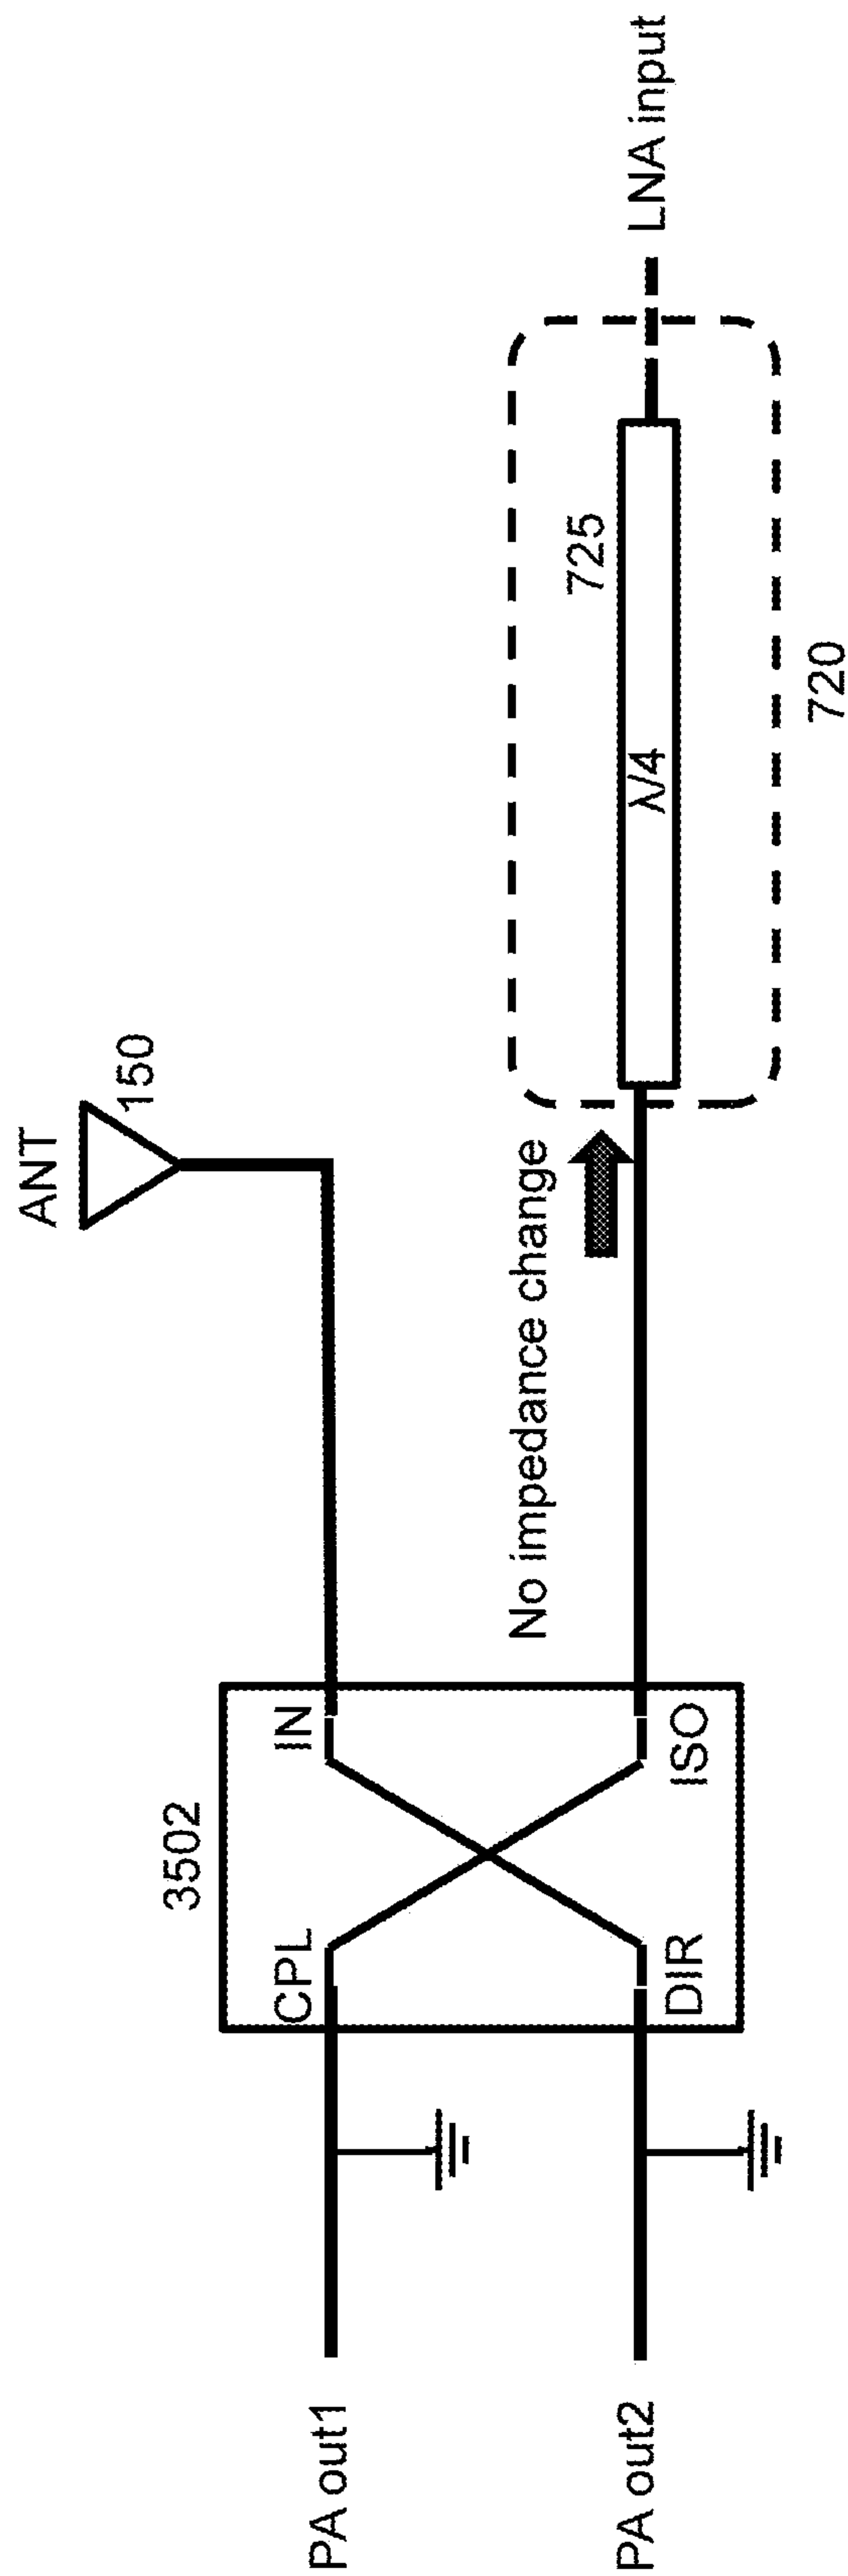 ANT
150
3502
PA out1
CPL
IN
No impedance change
725
λ/4
LNA input
PA out2
DIR
ISO
720